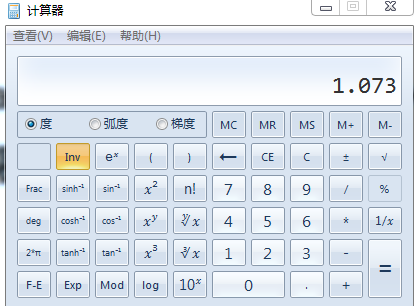 计算器
查看(V) 编辑(E) 帮助(H)
1.073
度 弧度 梯度 MC MR MS M+ M-
Inv eˣ ( ) ← CE C ± √
Frac sinh⁻¹ sin⁻¹ x² n! 7 8 9 / %
deg cosh⁻¹ cos⁻¹ xʸ ʸ√x 4 5 6 * 1/x
2*π tanh⁻¹ tan⁻¹ x³ ³√x 1 2 3 - =
F-E Exp Mod log 10ˣ 0 . +